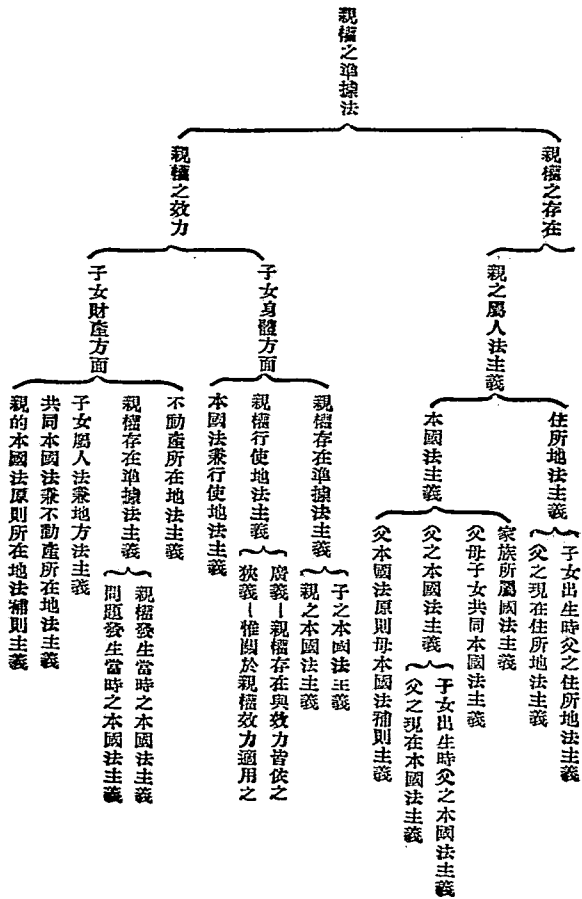 親權之準據法
親權之存在
親之屬人法主義
住所地法主義
子女出生時父之住所地法主義
父之現在住所地法主義
本國法主義
家族所屬國法主義
父母子女共同本國法主義
父之本國法主義
子女出生時父之本國法主義
父之現在本國法主義
父本國法原則母本國法補則主義
親權之效力
子女身體方面
親權存在準據法主義
子之本國法主義
親之本國法主義
親權行使地法主義
廣義—親權存在與效力皆依之
狹義—惟關於親權效力適用之
本國法兼行使地法主義
子女財產方面
不動產所在地法主義
親權存在準據法主義
親權發生當時之本國法主義
問題發生當時之本國法主義
子女屬人法兼地方法主義
共同本國法兼不動產所在地法主義
親的本國法原則所在地法補則主義